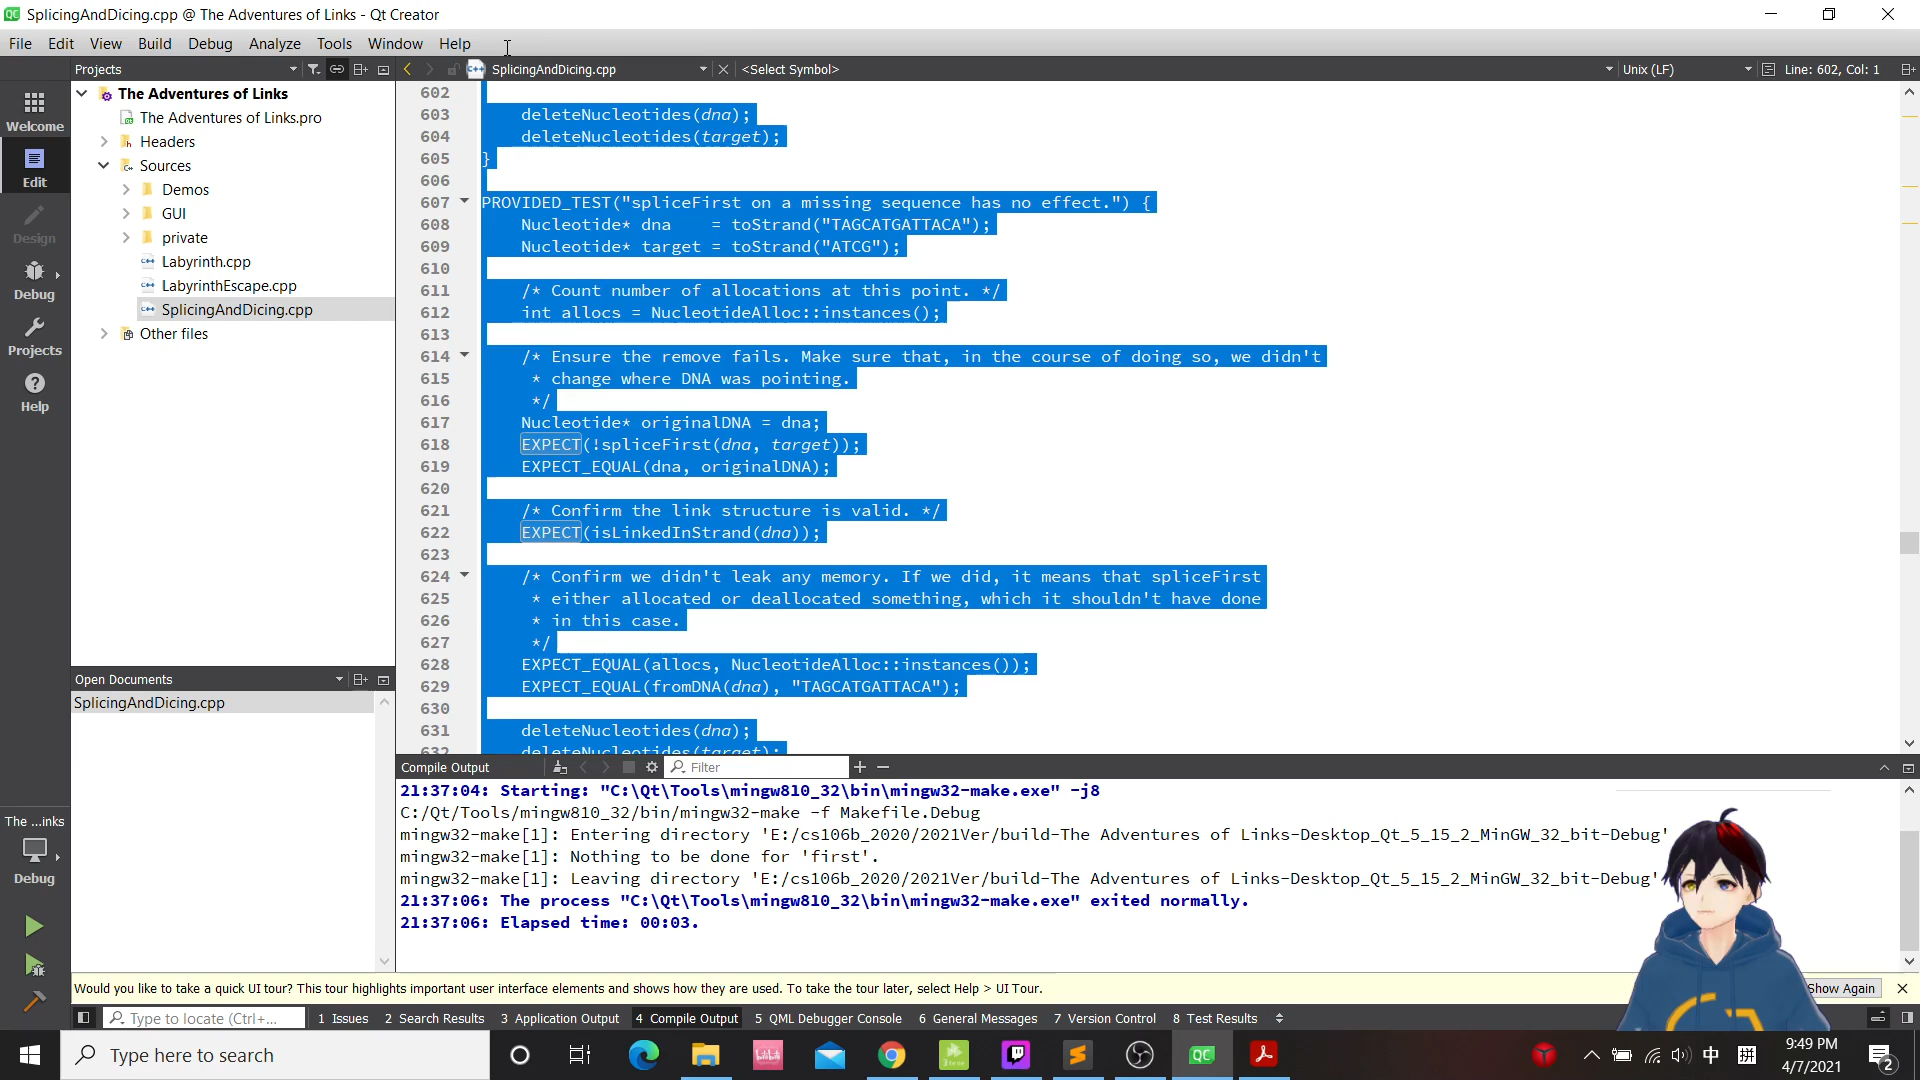 SplicingAndDicing.cpp @ The Adventures of Links - Qt Creator
File Edit View Build Debug Analyze Tools Window Help
Projects
SplicingAndDicing.cpp
<Select Symbol>
Unix (LF)
Line: 602, Col: 1
Welcome
Edit
Design
Debug
Projects
Help
The Adventures of Links
The Adventures of Links.pro
Headers
Sources
Demos
GUI
private
Labyrinth.cpp
LabyrinthEscape.cpp
SplicingAndDicing.cpp
Other files
Open Documents
SplicingAndDicing.cpp
602
603 deleteNucleotides(dna);
604 deleteNucleotides(target);
605 }
606
607 PROVIDED_TEST("spliceFirst on a missing sequence has no effect.") {
608 Nucleotide* dna    = toStrand("TAGCATGATTACA");
609 Nucleotide* target = toStrand("ATCG");
610
611 /* Count number of allocations at this point. */
612 int allocs = NucleotideAlloc::instances();
613
614 /* Ensure the remove fails. Make sure that, in the course of doing so, we didn't
615 * change where DNA was pointing.
616 */
617 Nucleotide* originalDNA = dna;
618 EXPECT(!spliceFirst(dna, target));
619 EXPECT_EQUAL(dna, originalDNA);
620
621 /* Confirm the link structure is valid. */
622 EXPECT(isLinkedInStrand(dna));
623
624 /* Confirm we didn't leak any memory. If we did, it means that spliceFirst
625 * either allocated or deallocated something, which it shouldn't have done
626 * in this case.
627 */
628 EXPECT_EQUAL(allocs, NucleotideAlloc::instances());
629 EXPECT_EQUAL(fromDNA(dna), "TAGCATGATTACA");
630
631 deleteNucleotides(dna);
632 deleteNucleotides(target);
Compile Output
Filter
21:37:04: Starting: "C:\Qt\Tools\mingw810_32\bin\mingw32-make.exe" -j8
C:/Qt/Tools/mingw810_32/bin/mingw32-make -f Makefile.Debug
mingw32-make[1]: Entering directory 'E:/cs106b_2020/2021Ver/build-The Adventures of Links-Desktop_Qt_5_15_2_MinGW_32_bit-Debug'
mingw32-make[1]: Nothing to be done for 'first'.
mingw32-make[1]: Leaving directory 'E:/cs106b_2020/2021Ver/build-The Adventures of Links-Desktop_Qt_5_15_2_MinGW_32_bit-Debug'
21:37:06: The process "C:\Qt\Tools\mingw810_32\bin\mingw32-make.exe" exited normally.
21:37:06: Elapsed time: 00:03.
The ...inks
Debug
Would you like to take a quick UI tour? This tour highlights important user interface elements and shows how they are used. To take the tour later, select Help > UI Tour.
Show Again
Type to locate (Ctrl+...
1 Issues 2 Search Results 3 Application Output 4 Compile Output 5 QML Debugger Console 6 General Messages 7 Version Control 8 Test Results
Type here to search
QC
中
拼
9:49 PM
4/7/2021
2